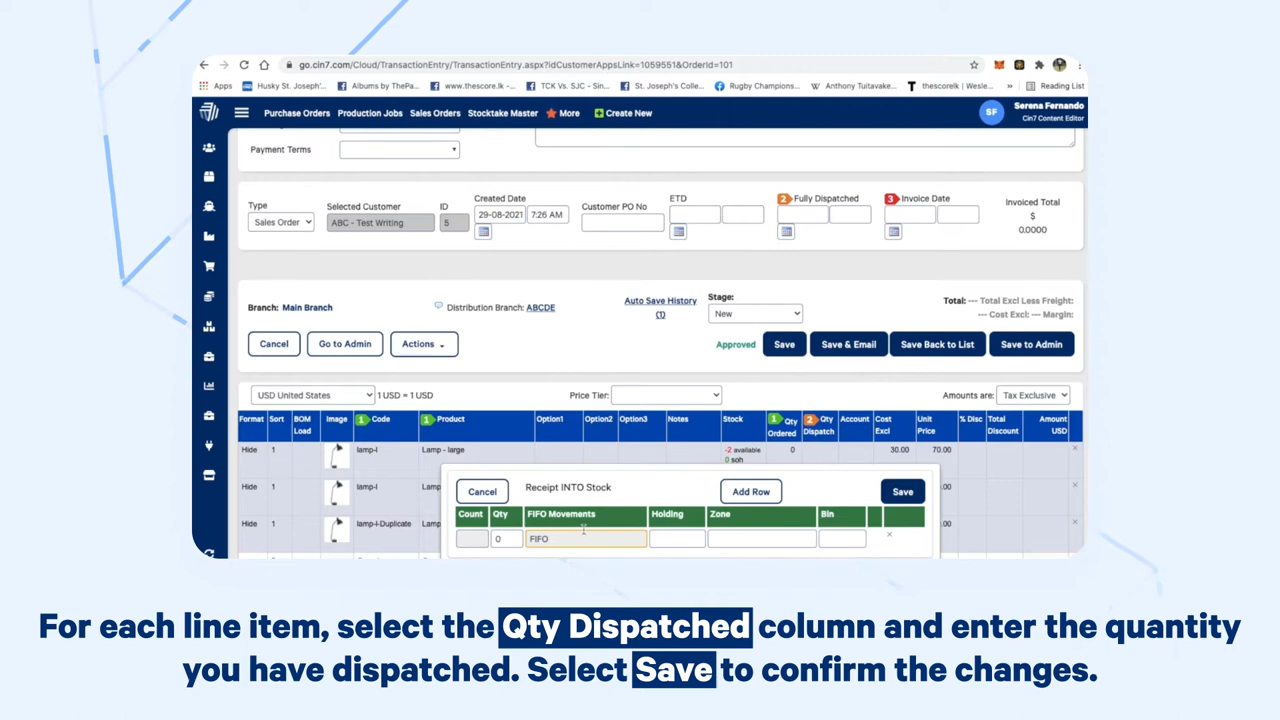 go.cin7.com/Cloud/TransactionEntry/TransactionEntry.aspx?idCustomerAppsLink=1059551&OrderId=101
Apps Husky St. Joseph'... Albums by ThePa... www.thescore.lk -... TCK Vs. SJC - Sin... St. Joseph's Colle... Rugby Champions... Anthony Tuitavake... thescorelk | Wesle... » Reading List
Purchase Orders Production Jobs Sales Orders Stocktake Master More Create New SF Serena Fernando
Cin7 Content Editor
Payment Terms
Type Selected Customer ID Created Date Customer PO No ETD 2 Fully Dispatched 3 Invoice Date Invoiced Total
Sales Order ABC - Test Writing 5 29-08-2021 7:26 AM $
0.0000
Branch: Main Branch Distribution Branch: ABCDE Auto Save History (1) Stage: New Total: --- Total Excl Less Freight:
--- Cost Excl: --- Margin:
Cancel Go to Admin Actions Approved Save Save & Email Save Back to List Save to Admin
USD United States 1 USD = 1 USD Price Tier: Amounts are: Tax Exclusive
Format Sort BOM Load Image 1 Code 1 Product Option1 Option2 Option3 Notes Stock 1 Qty Ordered 2 Qty Dispatch Account Cost Excl Unit Price % Disc Total Discount Amount USD
Hide 1 lamp-l Lamp - large -2 available 0 30.00 70.00 ×
0 soh
Hide 1 lamp-l Lamp .00 ×
Hide 1 lamp-l-Duplicate Lamp .00 ×
Cancel Receipt INTO Stock Add Row Save
Count Qty FIFO Movements Holding Zone Bin
0 FIFO ×
For each line item, select the Qty Dispatched column and enter the quantity
you have dispatched. Select Save to confirm the changes.